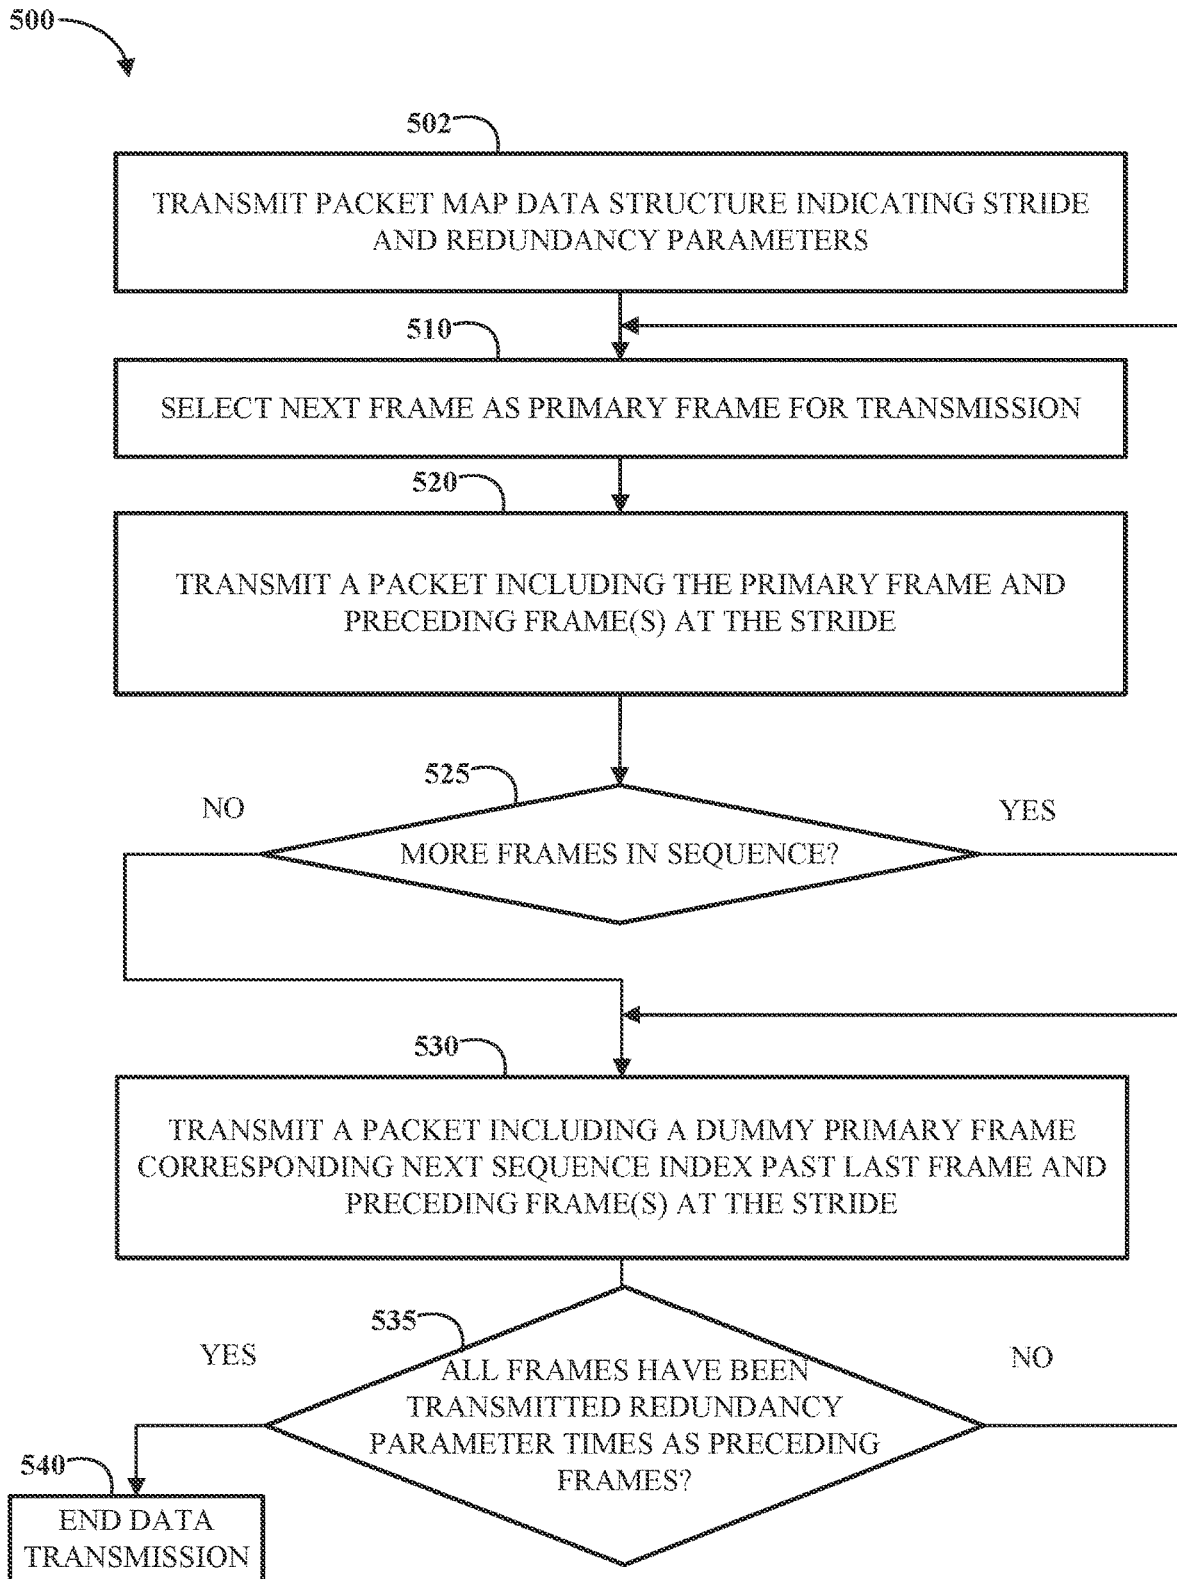 500
502
TRANSMIT PACKET MAP DATA STRUCTURE INDICATING STRIDE
AND REDUNDANCY PARAMETERS
510
SELECT NEXT FRAME AS PRIMARY FRAME FOR TRANSMISSION
520
TRANSMIT A PACKET INCLUDING THE PRIMARY FRAME AND
PRECEDING FRAME(S) AT THE STRIDE
525
NO
YES
MORE FRAMES IN SEQUENCE?
530
TRANSMIT A PACKET INCLUDING A DUMMY PRIMARY FRAME
CORRESPONDING NEXT SEQUENCE INDEX PAST LAST FRAME AND
PRECEDING FRAME(S) AT THE STRIDE
535
YES
NO
ALL FRAMES HAVE BEEN
TRANSMITTED REDUNDANCY
PARAMETER TIMES AS PRECEDING
FRAMES?
540
END DATA
TRANSMISSION